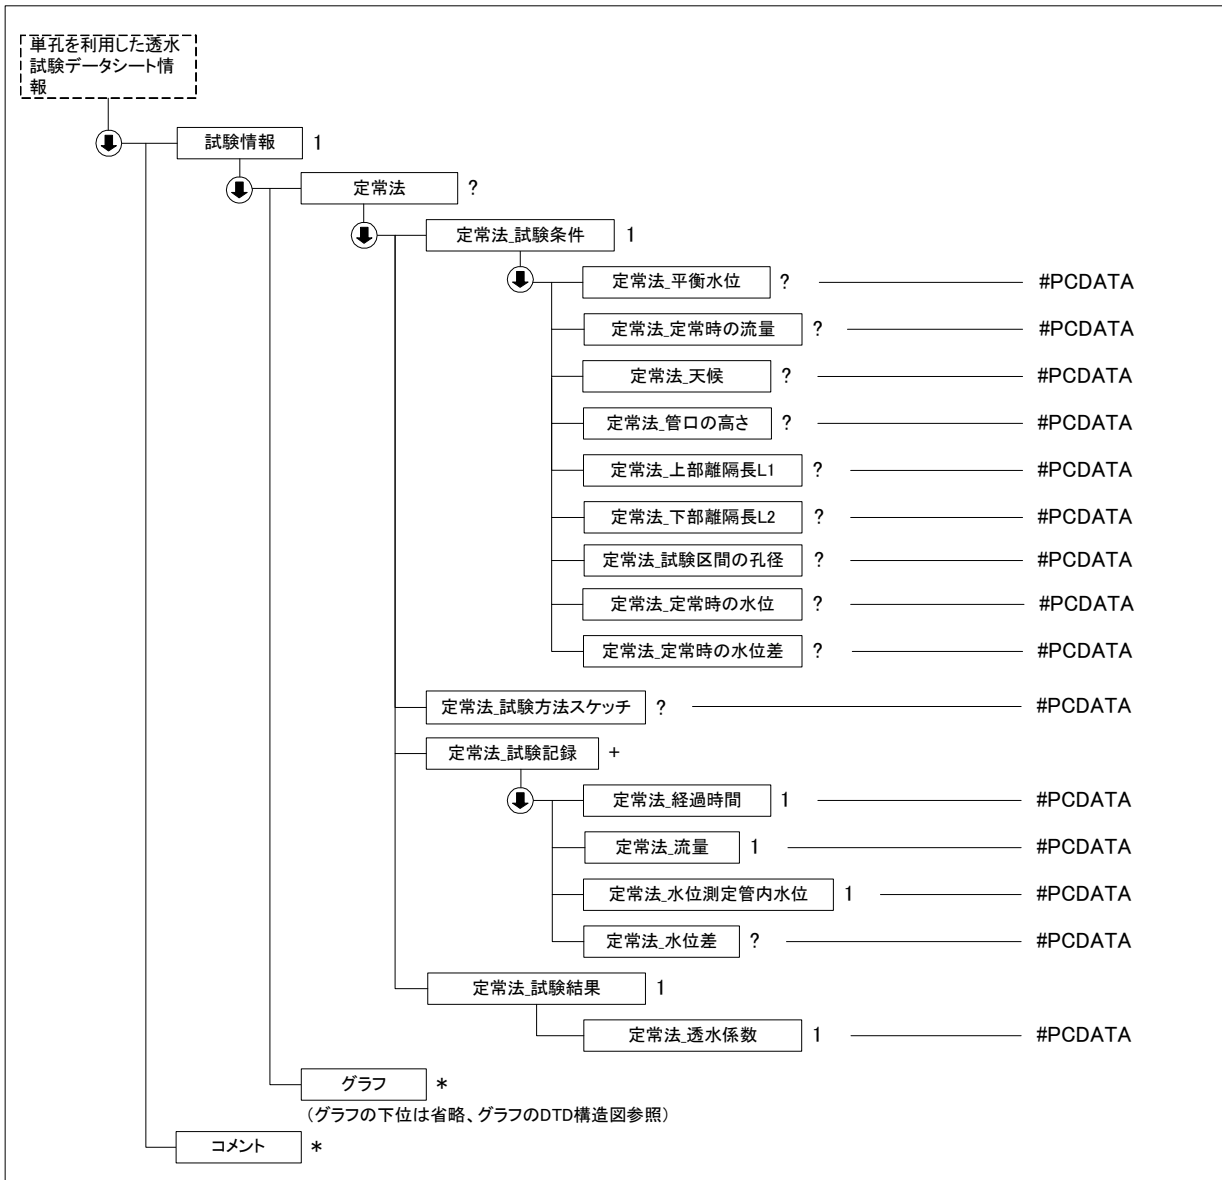 単孔を利用した透水
試験データシート情
報
試験情報 1
定常法 ?
定常法_試験条件 1
定常法_平衡水位 ? #PCDATA
定常法_定常時の流量 ? #PCDATA
定常法_天候 ? #PCDATA
定常法_管口の高さ ? #PCDATA
定常法_上部離隔長L1 ? #PCDATA
定常法_下部離隔長L2 ? #PCDATA
定常法_試験区間の孔径 ? #PCDATA
定常法_定常時の水位 ? #PCDATA
定常法_定常時の水位差 ? #PCDATA
定常法_試験方法スケッチ ? #PCDATA
定常法_試験記録 +
定常法_経過時間 1 #PCDATA
定常法_流量 1 #PCDATA
定常法_水位測定管内水位 1 #PCDATA
定常法_水位差 ? #PCDATA
定常法_試験結果 1
定常法_透水係数 1 #PCDATA
グラフ *
（グラフの下位は省略、グラフのDTD構造図参照）
コメント *